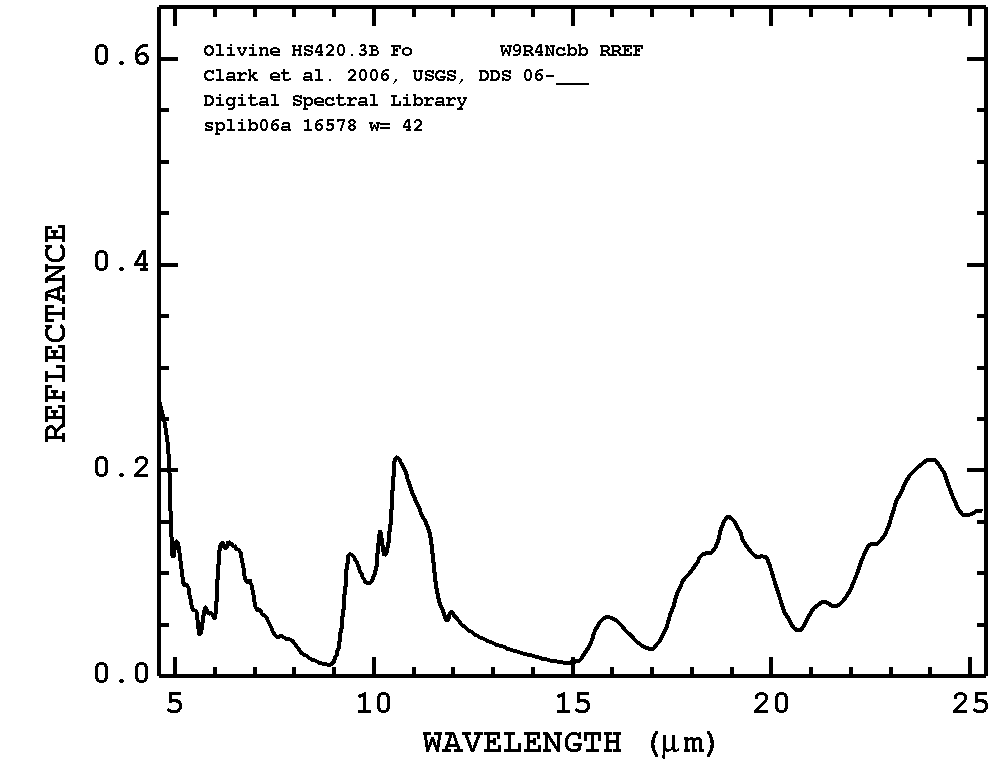 Olivine HS420.3B Fo W9R4Ncbb RREF
Clark et al. 2006, USGS, DDS 06-___
Digital Spectral Library
splib06a 16578 w= 42
0.6
0.4
0.2
0.0
REFLECTANCE
5 10 15 20 25
WAVELENGTH (μm)